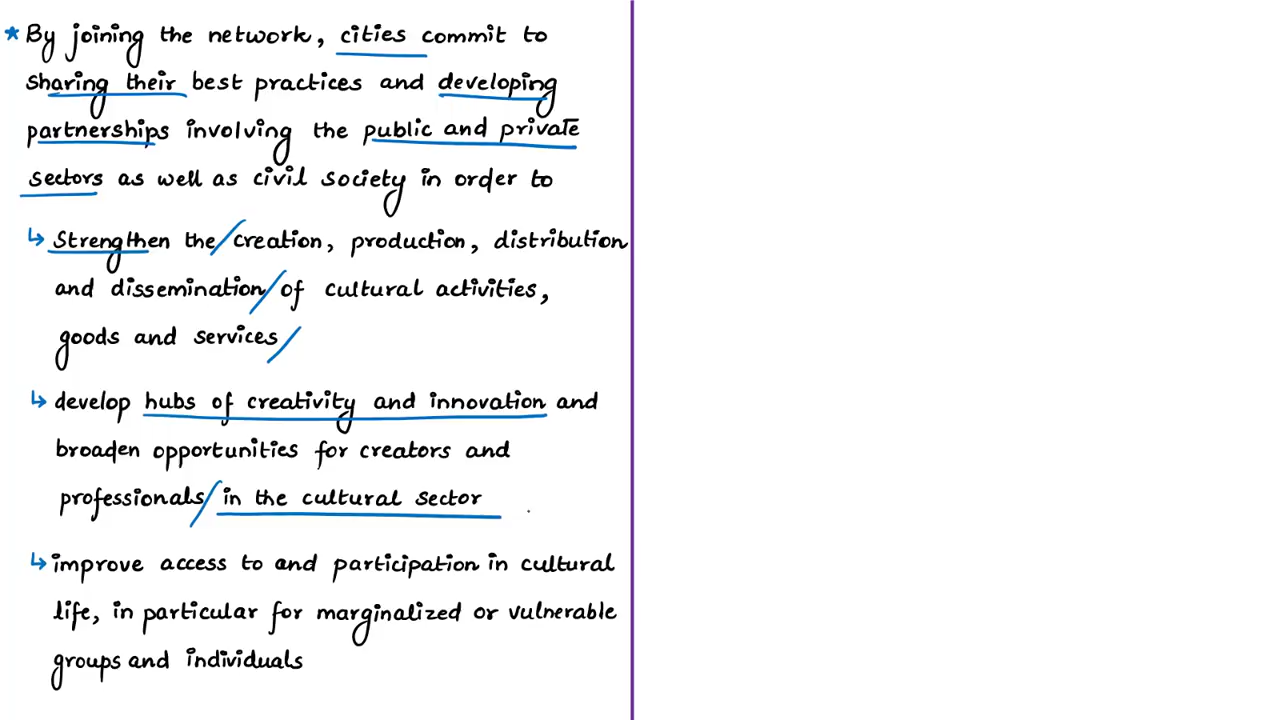 * By joining the network, cities commit to
sharing their best practices and developing
partnerships involving the public and private
sectors as well as civil society in order to
↳ Strengthen the creation, production, distribution
and dissemination of cultural activities,
goods and services
↳ develop hubs of creativity and innovation and
broaden opportunities for creators and
professionals in the cultural sector
↳ improve access to and participation in cultural
life, in particular for marginalized or vulnerable
groups and individuals